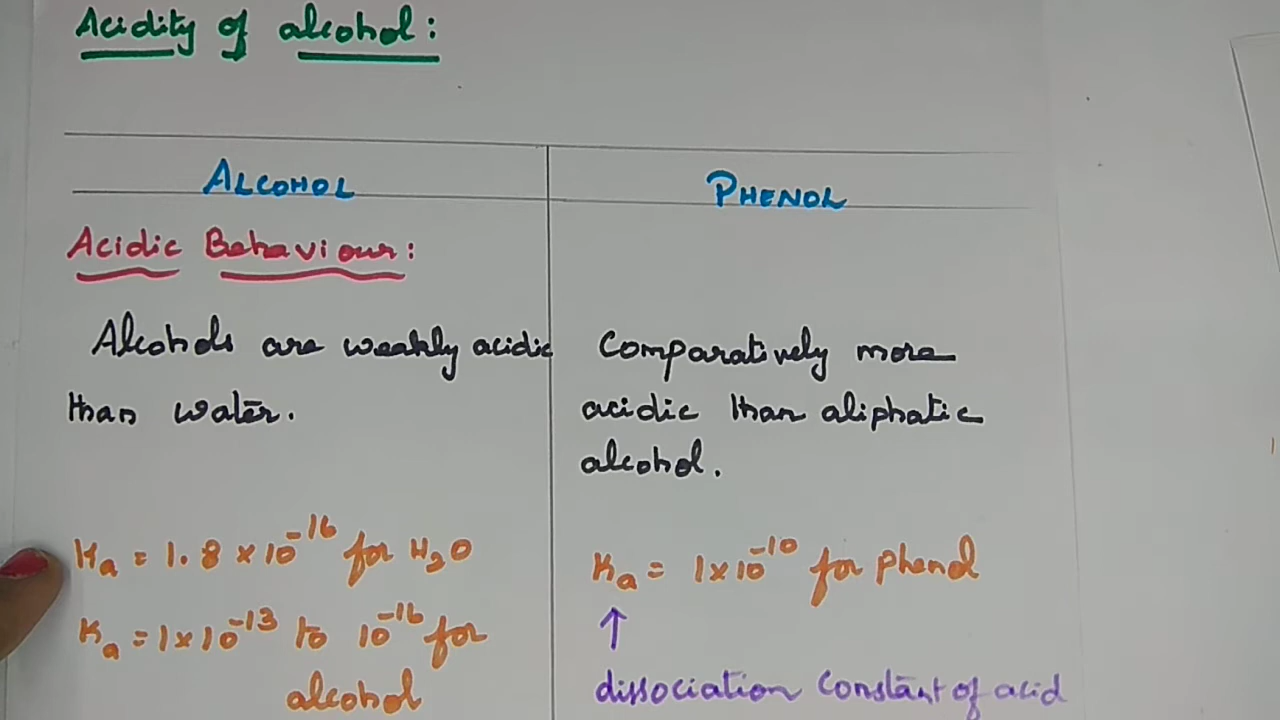 Acidity of alcohol:
ALCOHOL
PHENOL
Acidic Behaviour:
Alcohols are weakly acidic
than water.
Comparatively more
acidic than aliphatic
alcohol.
Ka = 1.8 × 10⁻¹⁶ for H₂O
Ka = 1×10⁻¹³ to 10⁻¹⁶ for
alcohol
Ka = 1×10⁻¹⁰ for phenol
↑
dissociation Constant of acid